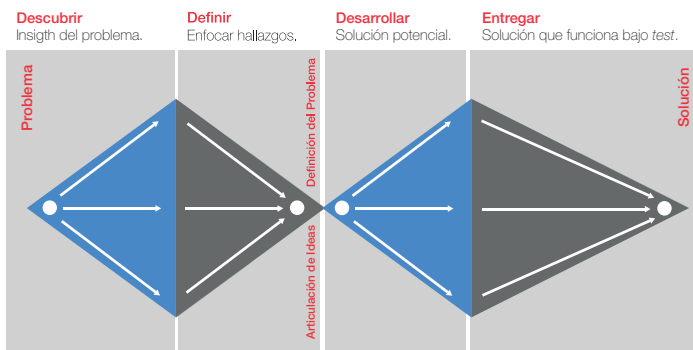 Descubrir
Insigth del problema.
Definir
Enfocar hallazgos.
Desarrollar
Solución potencial.
Entregar
Solución que funciona bajo test.
Problema
Definición del Problema
Articulación de Ideas
Solución